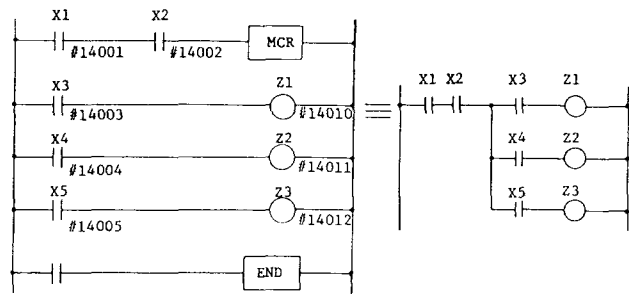 X1 X2
#14001 #14002 MCR
X3 Z1
#14003 #14010
X4 Z2
#14004 #14011
X5 Z3
#14005 #14012
END
X1 X2 X3 Z1
X4 Z2
X5 Z3